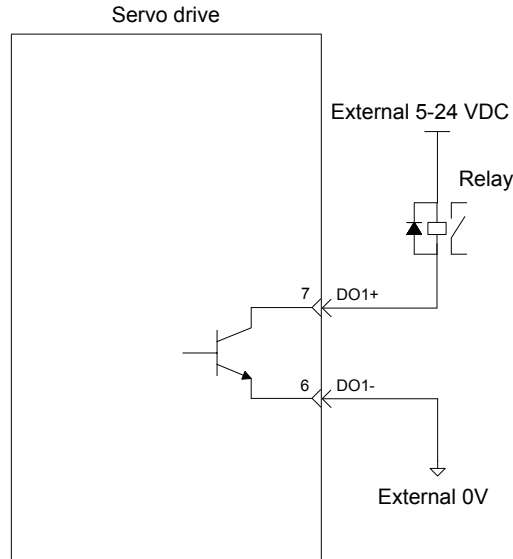 Servo drive
External 5-24 VDC
Relay
7 DO1+
6 DO1-
External 0V